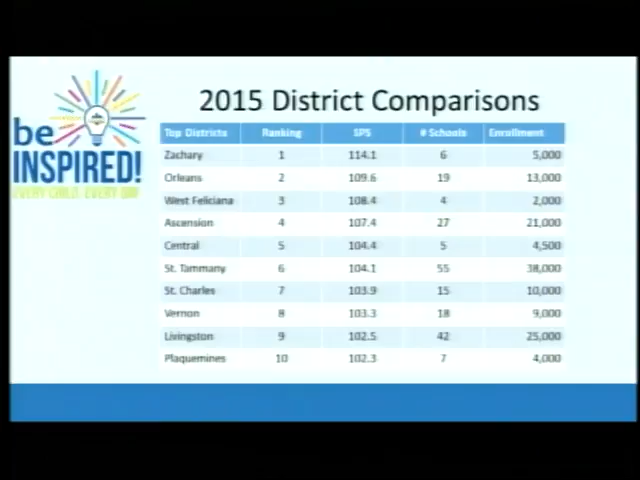 be
INSPIRED!
EVERY CHILD. EVERY DAY
2015 District Comparisons
Top Districts Ranking SPS # Schools Enrollment
Zachary 1 114.1 6 5,000
Orleans 2 109.6 19 13,000
West Feliciana 3 108.4 4 2,000
Ascension 4 107.4 27 21,000
Central 5 104.4 5 4,500
St. Tammany 6 104.1 55 38,000
St. Charles 7 103.9 15 10,000
Vernon 8 103.3 18 9,000
Livingston 9 102.5 42 25,000
Plaquemines 10 102.3 7 4,000